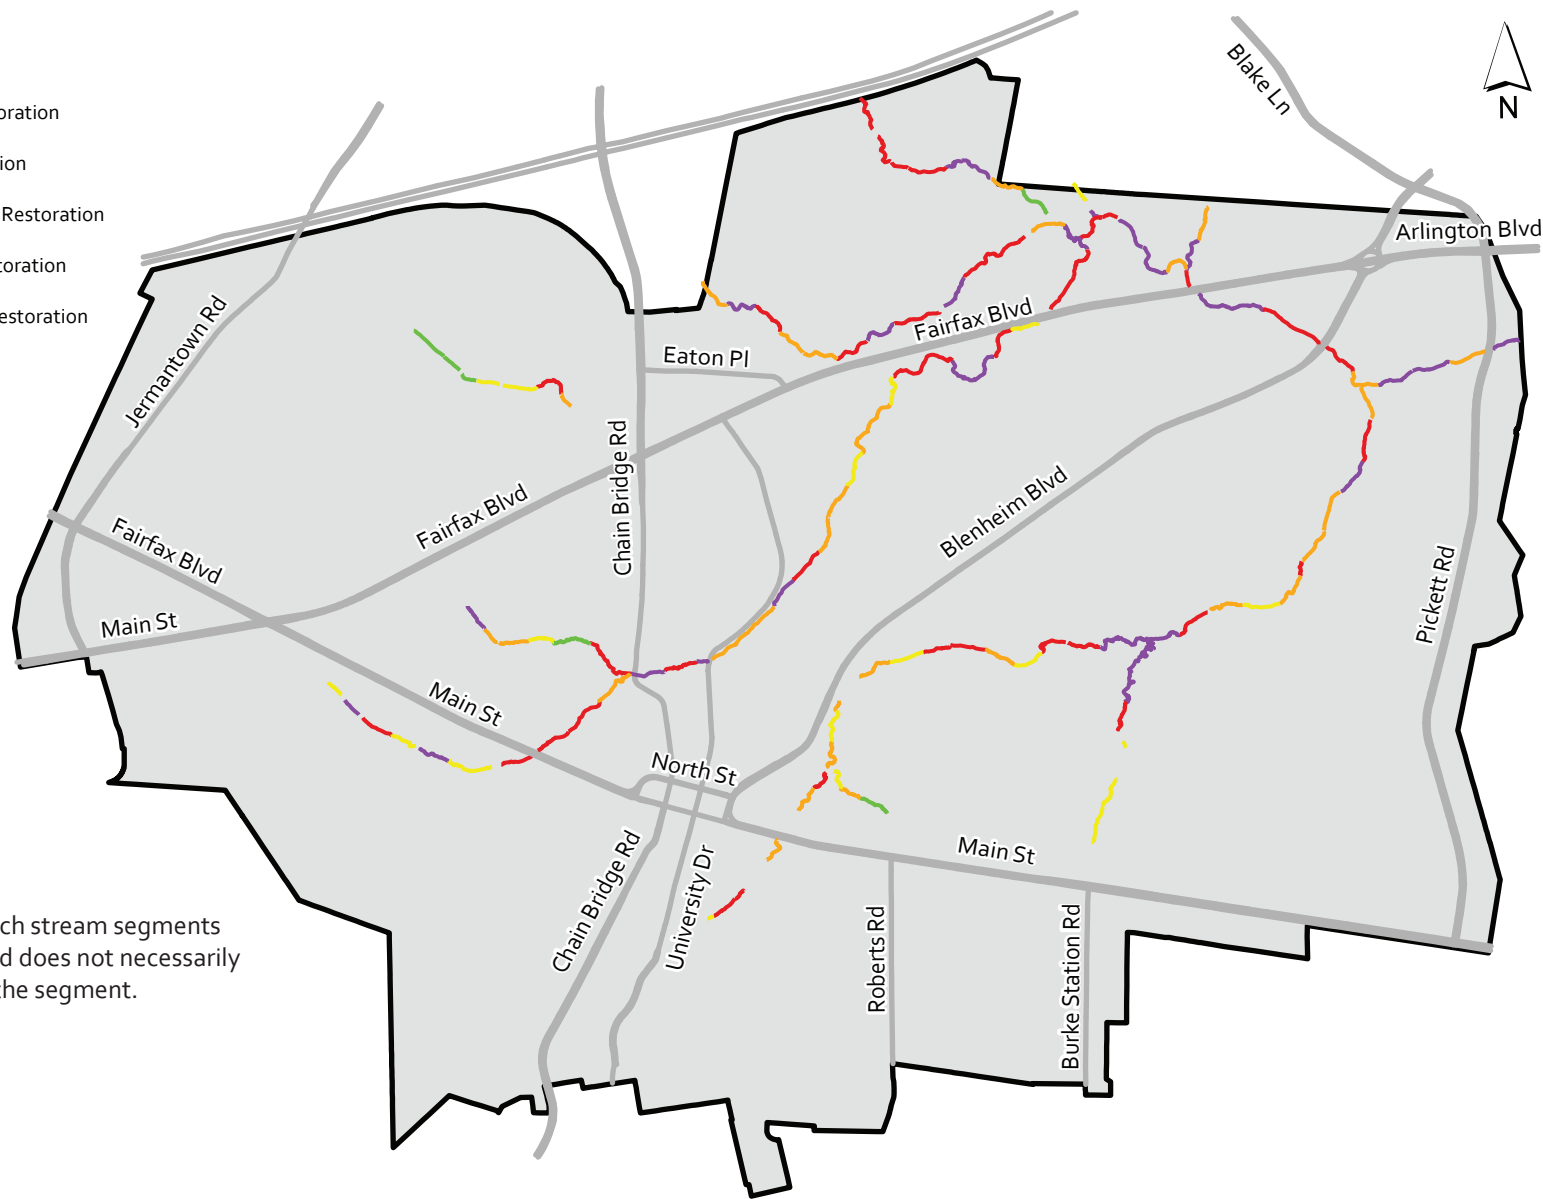 oration
ion
Restoration
toration
estoration
Blake Ln
N
Arlington Blvd
Jermantown Rd
Eaton Pl
Fairfax Blvd
Chain Bridge Rd
Fairfax Blvd
Blenheim Blvd
Fairfax Blvd
Pickett Rd
Main St
Main St
North St
Main St
Chain Bridge Rd
University Dr
Roberts Rd
Burke Station Rd
ch stream segments
d does not necessarily
the segment.